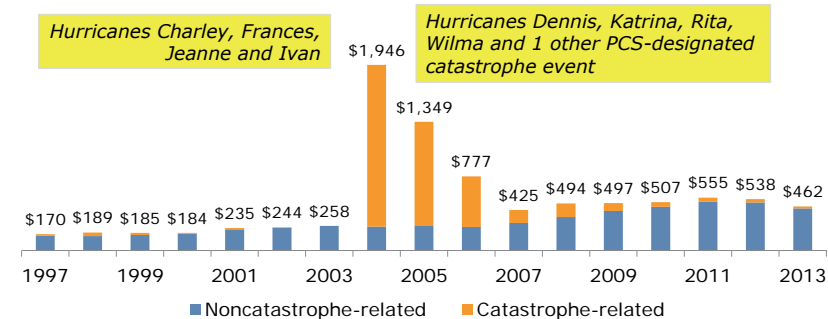 Hurricanes Charley, Frances,
Jeanne and Ivan
Hurricanes Dennis, Katrina, Rita,
Wilma and 1 other PCS-designated
catastrophe event
$170 $189 $185 $184 $235 $244 $258 $1,946 $1,349 $777 $425 $494 $497 $507 $555 $538 $462
1997 1999 2001 2003 2005 2007 2009 2011 2013
Noncatastrophe-related Catastrophe-related